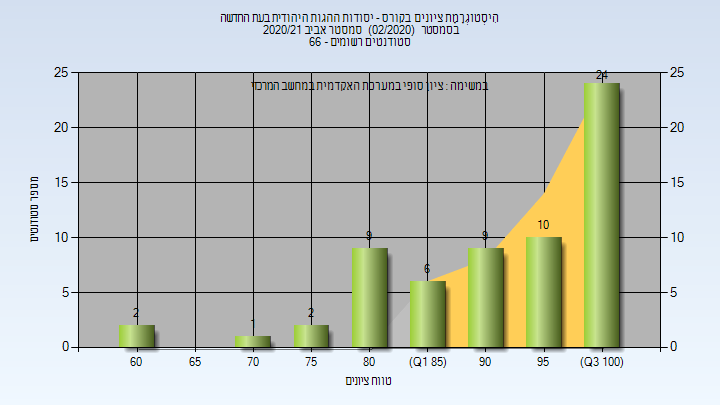 היסטוגרמת ציונים בקורס - יסודות ההגות היהודית בעת החדשה
בסמסטר (02/2020) סמסטר אביב 2020/21
סטודנטים רשומים - 66
במשימה : ציון סופי במערכת האקדמית במחשב המרכזי
25 25
20 20
15 15
10 10
5 5
0 0
מספר סטודנטים
2 1 2 9 6 9 10 24
60 65 70 75 80 (Q1 85) 90 95 (Q3 100)
טווח ציונים